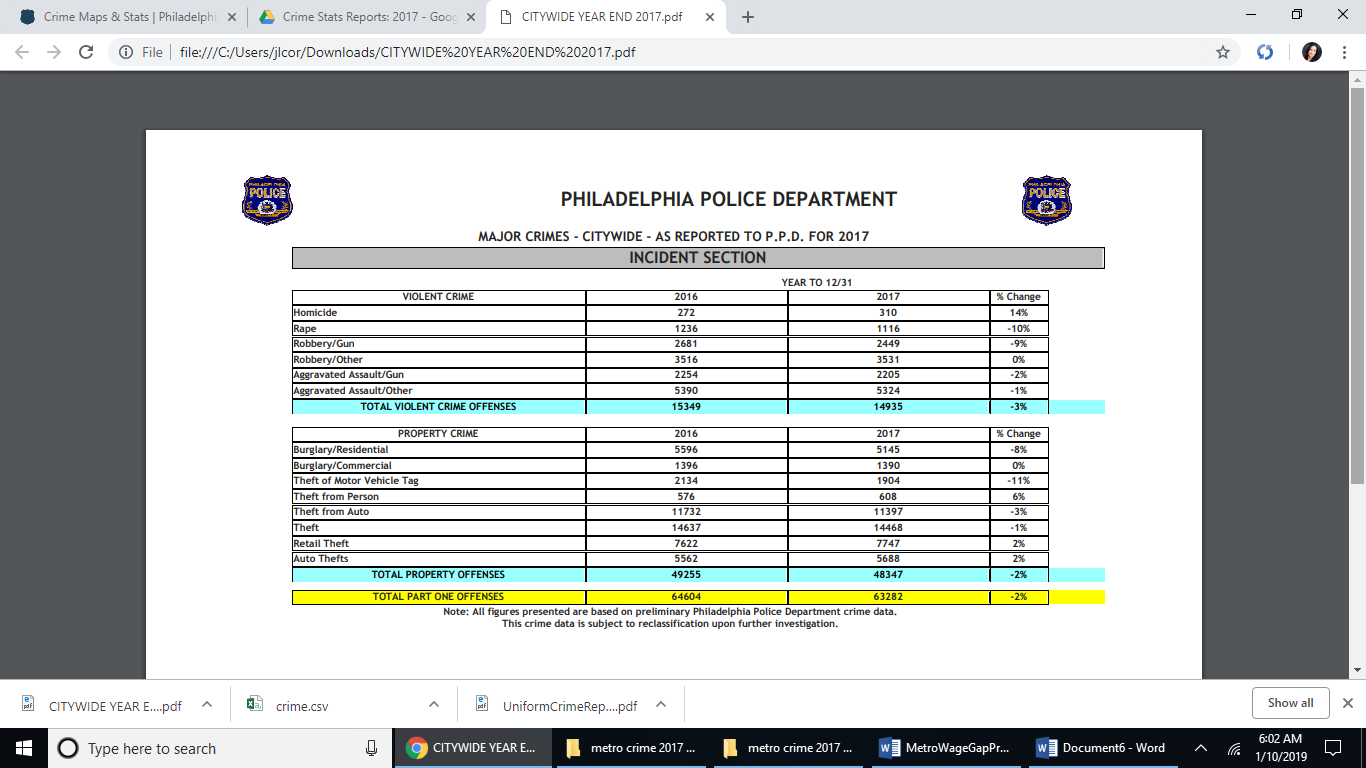 Crime Maps & Stats | Philadelphi
Crime Stats Reports: 2017 - Goog
CITYWIDE YEAR END 2017.pdf
File | file:///C:/Users/jlcor/Downloads/CITYWIDE%20YEAR%20END%202017.pdf
PHILADELPHIA POLICE DEPARTMENT
MAJOR CRIMES - CITYWIDE - AS REPORTED TO P.P.D. FOR 2017
INCIDENT SECTION
YEAR TO 12/31
VIOLENT CRIME 2016 2017 % Change
Homicide 272 310 14%
Rape 1236 1116 -10%
Robbery/Gun 2681 2449 -9%
Robbery/Other 3516 3531 0%
Aggravated Assault/Gun 2254 2205 -2%
Aggravated Assault/Other 5390 5324 -1%
TOTAL VIOLENT CRIME OFFENSES 15349 14935 -3%
PROPERTY CRIME 2016 2017 % Change
Burglary/Residential 5596 5145 -8%
Burglary/Commercial 1396 1390 0%
Theft of Motor Vehicle Tag 2134 1904 -11%
Theft from Person 576 608 6%
Theft from Auto 11732 11397 -3%
Theft 14637 14468 -1%
Retail Theft 7622 7747 2%
Auto Thefts 5562 5688 2%
TOTAL PROPERTY OFFENSES 49255 48347 -2%
TOTAL PART ONE OFFENSES 64604 63282 -2%
Note: All figures presented are based on preliminary Philadelphia Police Department crime data.
This crime data is subject to reclassification upon further investigation.
CITYWIDE YEAR E....pdf
crime.csv
UniformCrimeRep....pdf
Show all
Type here to search
CITYWIDE YEAR E...
metro crime 2017 ...
metro crime 2017 ...
MetroWageGapPr...
Document6 - Word
6:02 AM
1/10/2019